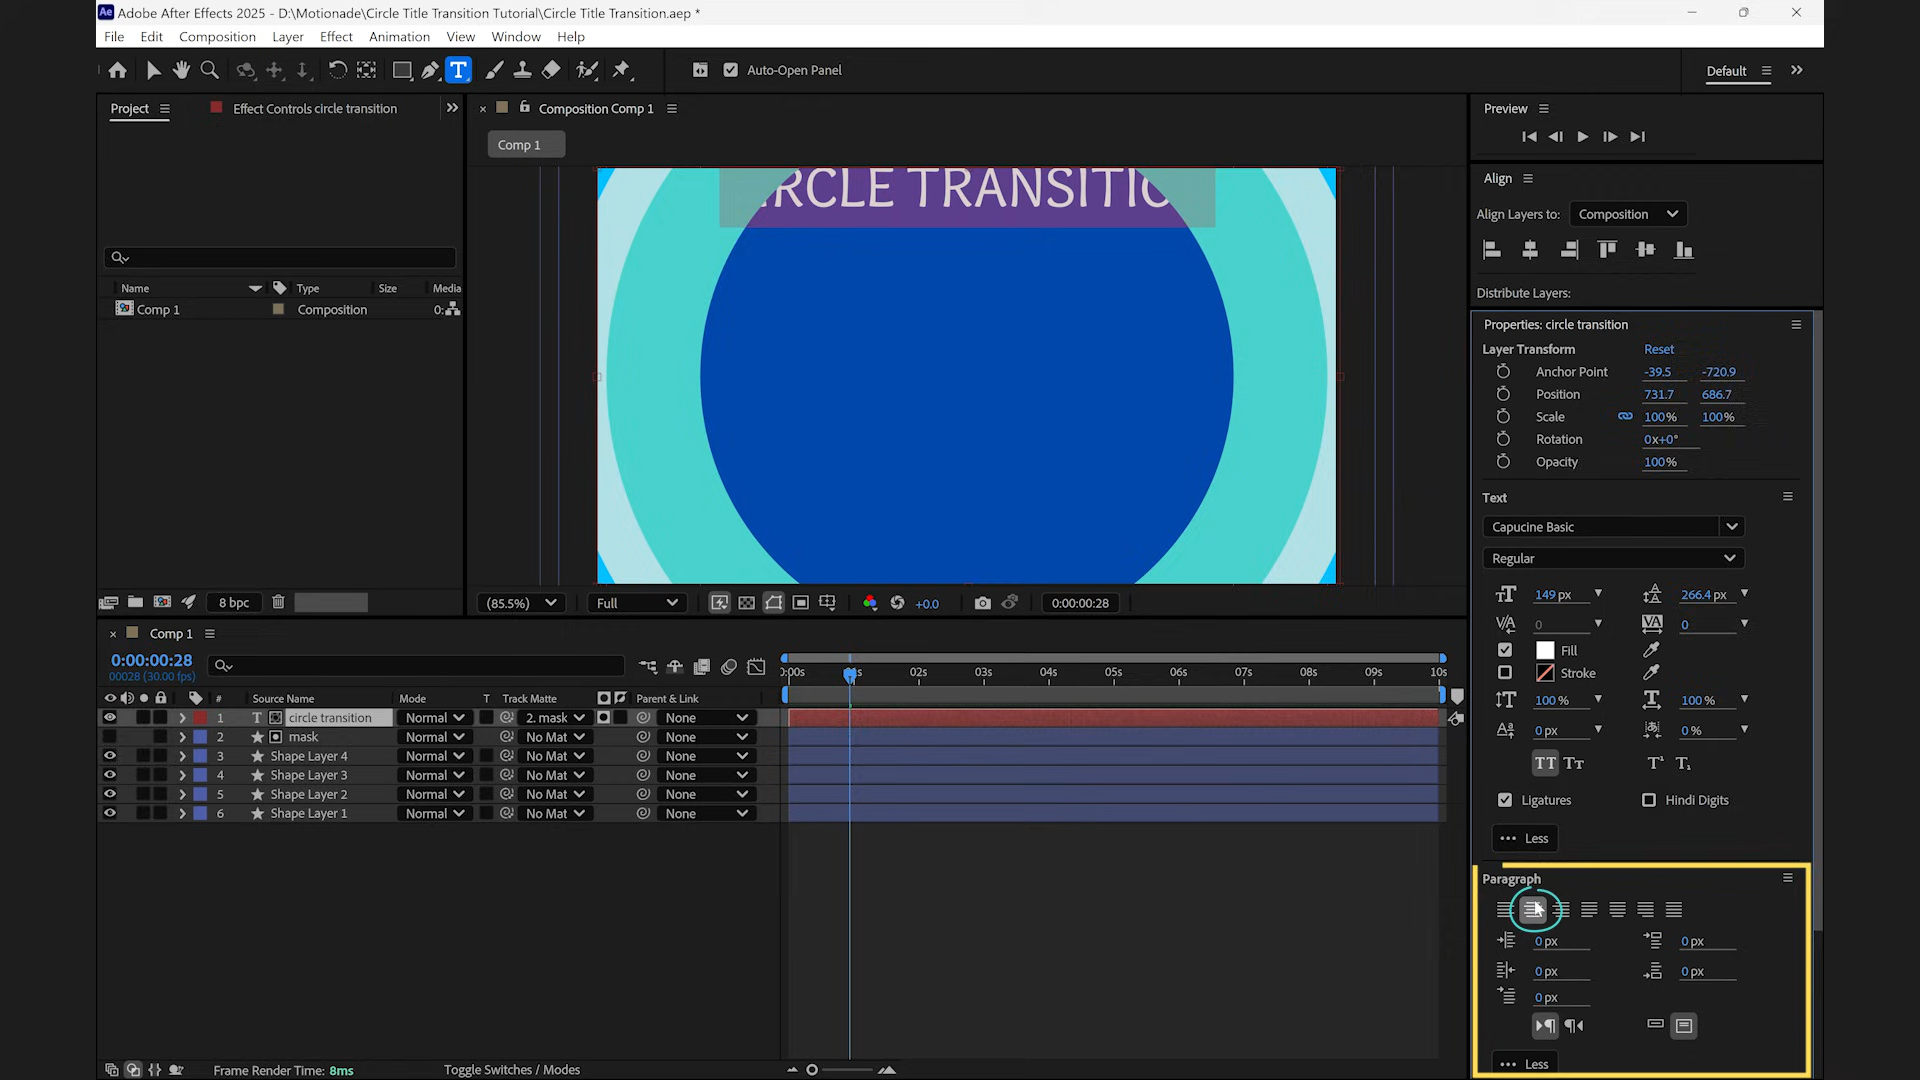 Ae Adobe After Effects 2025 - D:\Motionade\Circle Title Transition Tutorial\Circle Title Transition.aep *
File Edit Composition Layer Effect Animation View Window Help
T Auto-Open Panel Default
Project Effect Controls circle transition
Composition Comp 1
Comp 1
Name Type Size Media
Comp 1 Composition 0:
8 bpc
RCLE TRANSITIO
(85.5%) Full +0.0 0:00:00:28
Preview
Align
Align Layers to: Composition
Distribute Layers:
Properties: circle transition
Layer Transform Reset
Anchor Point -39.5 -720.9
Position 731.7 686.7
Scale 100% 100%
Rotation 0x+0°
Opacity 100%
Text
Capucine Basic
Regular
149 px 266.4 px
0 0
Fill
Stroke
100% 100%
0 px 0%
TT Tт T¹ T₁
Ligatures Hindi Digits
Less
Paragraph
0 px 0 px
0 px 0 px
0 px
Less
Comp 1
0:00:00:28
00028 (30.00 fps)
:00s 02s 03s 04s 05s 06s 07s 08s 09s 10s
# Source Name Mode T Track Matte Parent & Link
1 T circle transition Normal 2. mask None
2 mask Normal No Mat None
3 Shape Layer 4 Normal No Mat None
4 Shape Layer 3 Normal No Mat None
5 Shape Layer 2 Normal No Mat None
6 Shape Layer 1 Normal No Mat None
Frame Render Time: 8ms Toggle Switches / Modes